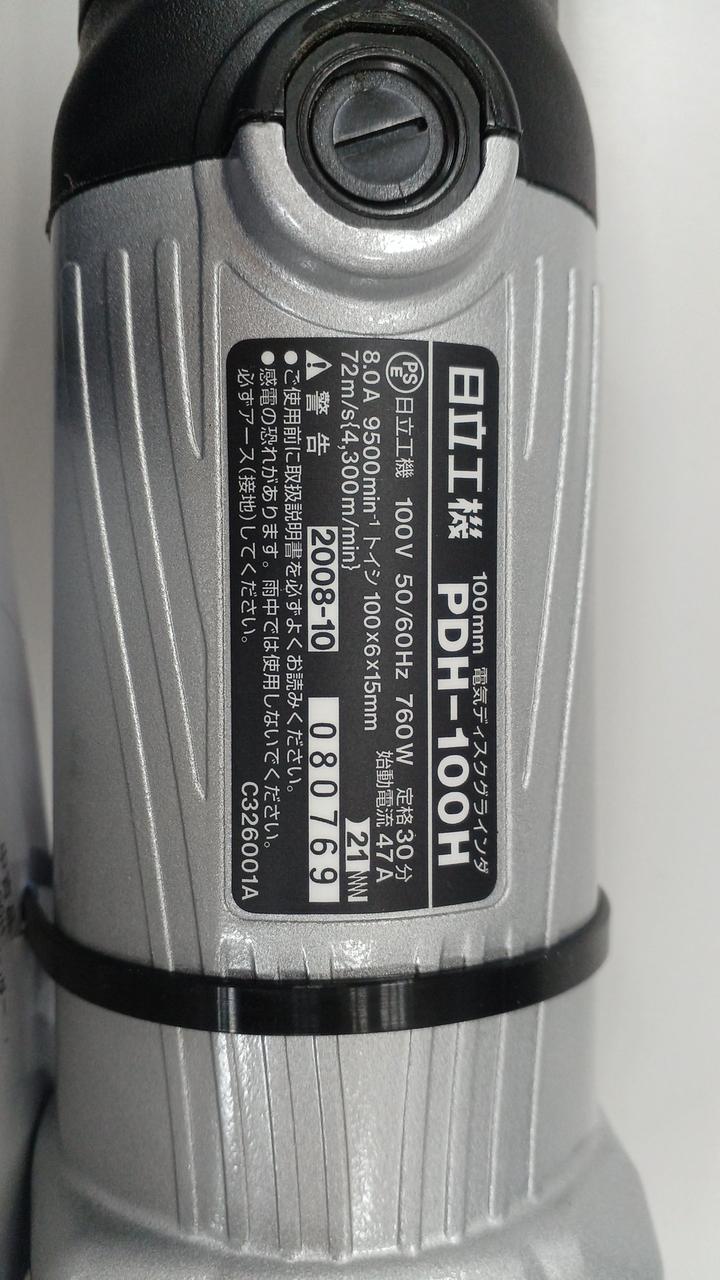 日立工機
100mm 電気ディスクグラインダ
PDH-100H
PSE 日立工機 100V 50/60Hz 760W 定格30分
8.0A 9500min⁻¹ トイシ 100x6x15mm 始動電流 47A
72m/s{4,300m/min}
21
警告 2008-10 080769
●ご使用前に取扱説明書を必ずよくお読みください。
●感電の恐れがあります。雨中では使用しないでください。
必ずアース(接地)してください。 C326001A